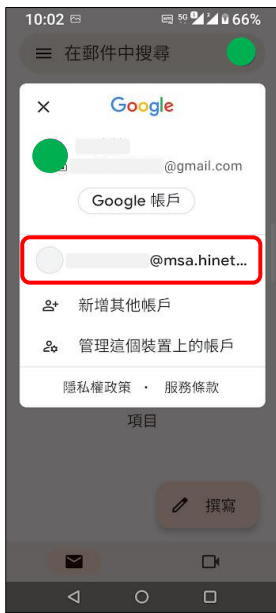 10:02 5G 66%
在郵件中搜尋
Google
@gmail.com
Google 帳戶
@msa.hinet...
新增其他帳戶
管理這個裝置上的帳戶
隱私權政策 · 服務條款
項目
撰寫